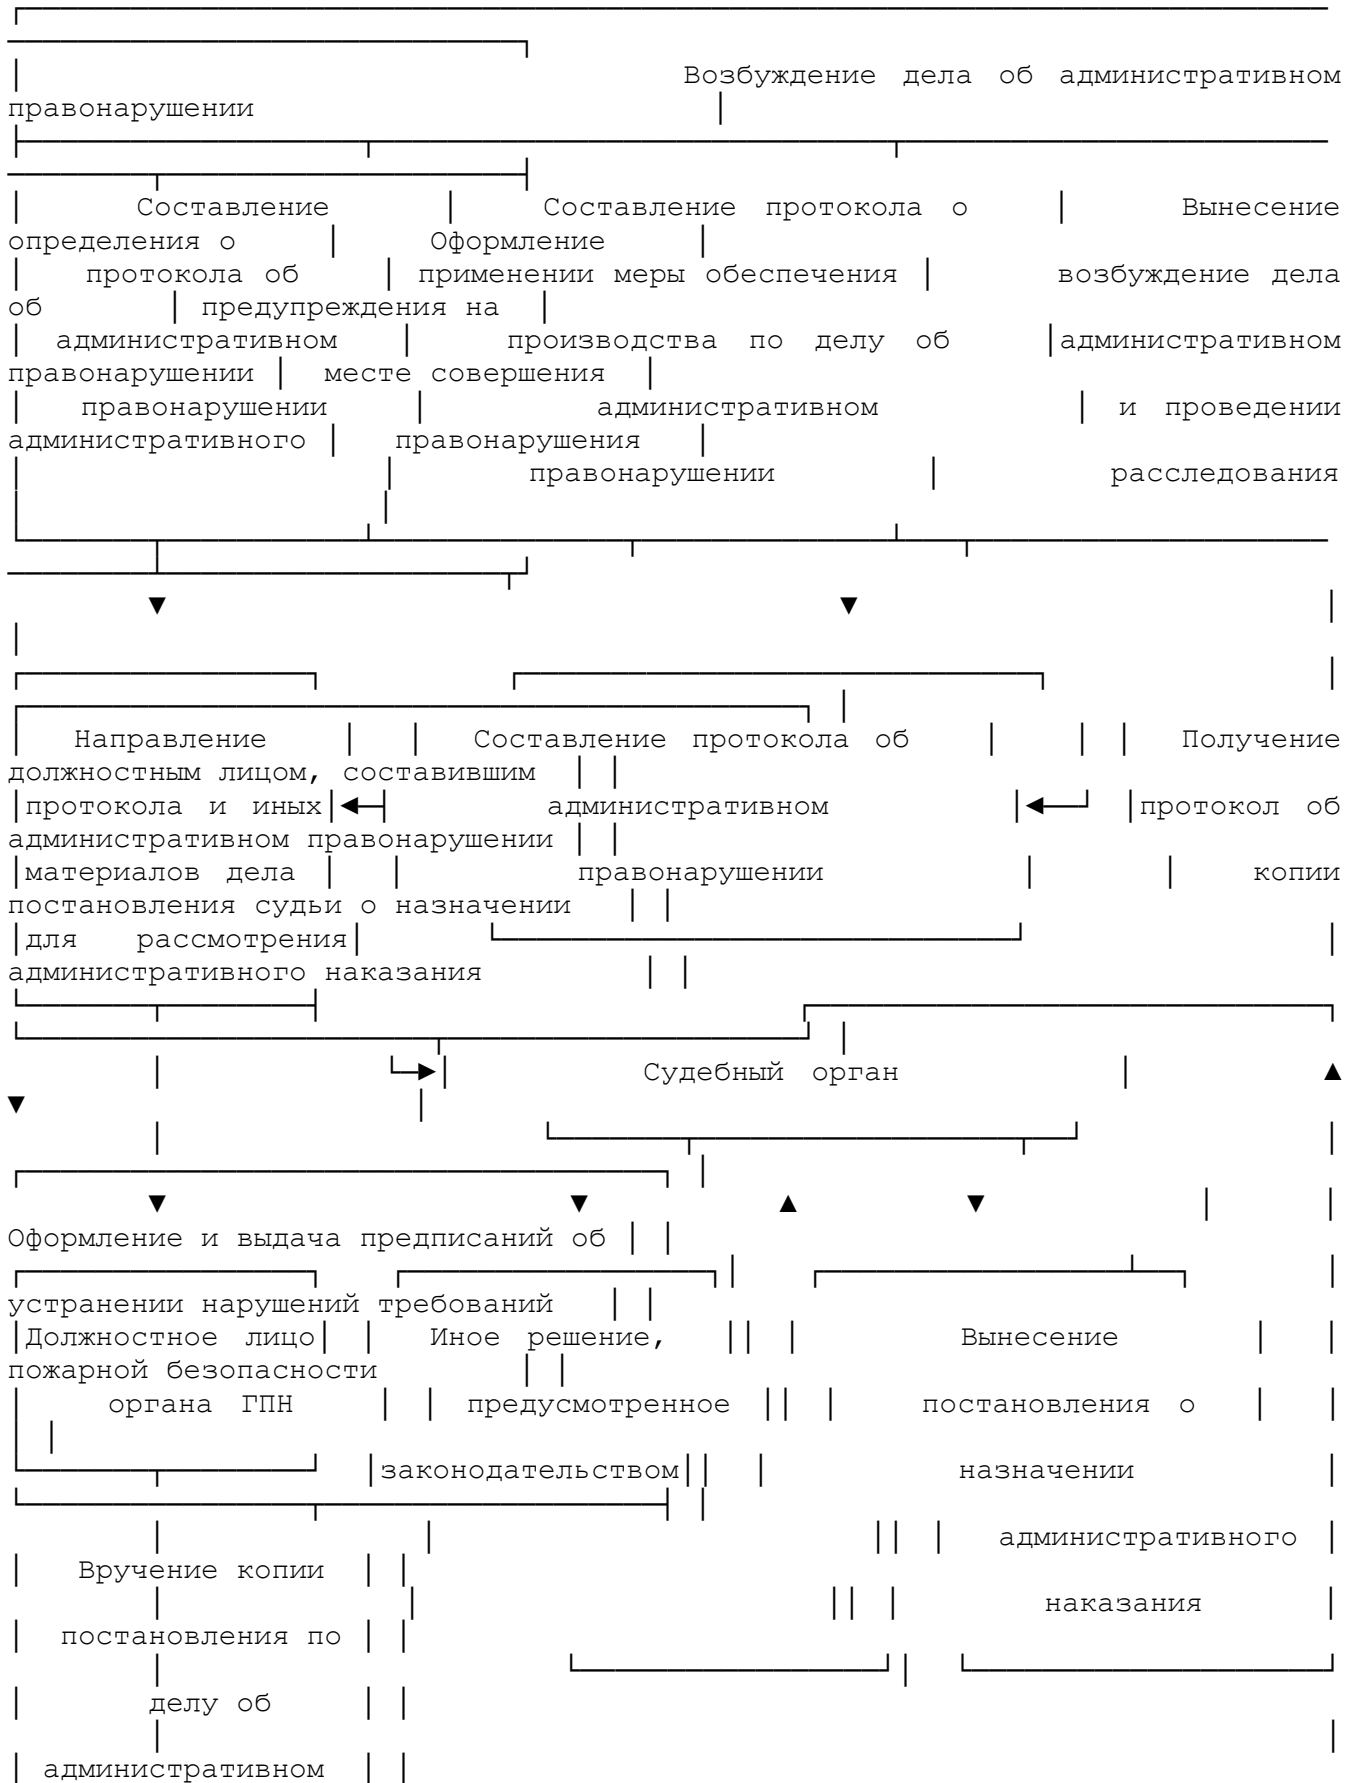 Возбуждение дела об административном
правонарушении
Составление Составление протокола о Вынесение
определения о Оформление
протокола об применении меры обеспечения возбуждение дела
об предупреждения на
административном производства по делу об административном
правонарушении месте совершения
правонарушении административном и проведении
административного правонарушения
правонарушении расследования
Направление Составление протокола об Получение
должностным лицом, составившим
протокола и иных административном протокол об
административном правонарушении
материалов дела правонарушении копии
постановления судьи о назначении
для рассмотрения
административного наказания
Судебный орган
Оформление и выдача предписаний об
устранении нарушений требований
Должностное лицо Иное решение, Вынесение
пожарной безопасности
органа ГПН предусмотренное постановления о
законодательством назначении
административного
Вручение копии
наказания
постановления по
делу об
административном